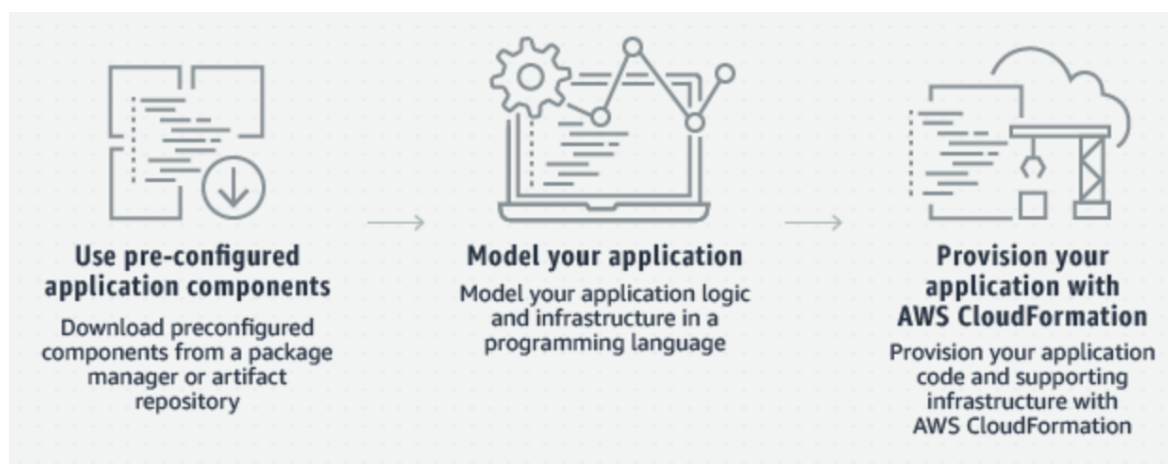 Use pre-configured
application components
Download preconfigured
components from a package
manager or artifact
repository
Model your application
Model your application logic
and infrastructure in a
programming language
Provision your
application with
AWS CloudFormation
Provision your application
code and supporting
infrastructure with
AWS CloudFormation